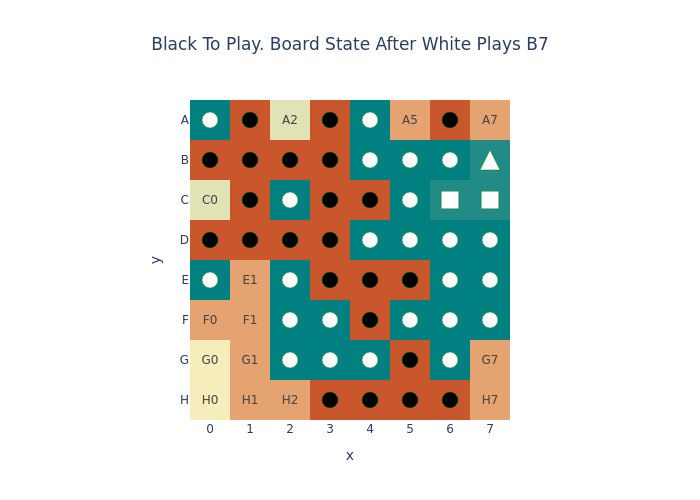 Black To Play. Board State After White Plays B7
A A2 A5 A7
B
C C0
D
y
E E1
F F0 F1
G G0 G1 G7
H H0 H1 H2 H7
0 1 2 3 4 5 6 7
x